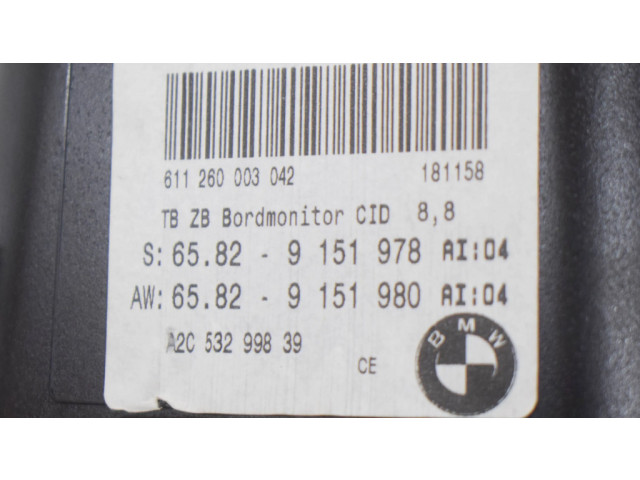 611 260 003 042 181158
TB ZB Bordmonitor CID 8,8
S: 65.82 - 9 151 978 AI:04
AW: 65.82 - 9 151 980 AI:04
A2C 532 998 39
CE
BMW